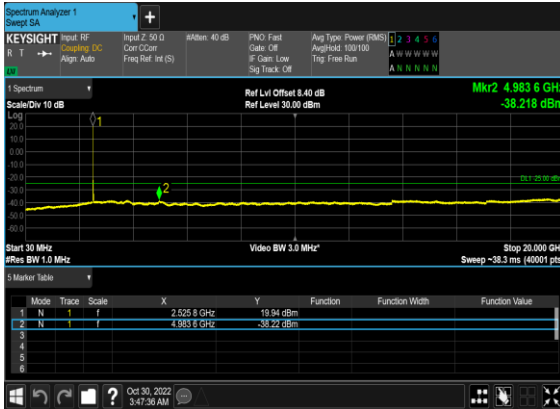 Spectrum Analyzer 1
Swept SA
+
KEYSIGHT
R T
LXI
Input: RF
Coupling: DC
Align: Auto
Input Z: 50 Ω
Corr CCorr
Freq Ref: Int (S)
#Atten: 40 dB
PNO: Fast
Gate: Off
IF Gain: Low
Sig Track: Off
Avg Type: Power (RMS)
Avg|Hold: 100/100
Trig: Free Run
1 2 3 4 5 6
A W W W W W
A N N N N N
1 Spectrum
Scale/Div 10 dB
Ref Lvl Offset 8.40 dB
Ref Level 30.00 dBm
Mkr2 4.983 6 GHz
-38.218 dBm
Log
20.0
10.0
0.00
-10.0
-20.0
-30.0
-40.0
-50.0
-60.0
1
2
DL1 -25.00 dBm
Start 30 MHz
#Res BW 1.0 MHz
Video BW 3.0 MHz*
Stop 20.000 GH
Sweep ~38.3 ms (40001 pts
5 Marker Table
Mode Trace Scale X Y Function Function Width Function Value
1 N 1 f 2.525 8 GHz 19.94 dBm
2 N 1 f 4.983 6 GHz -38.22 dBm
3
4
5
6
?
Oct 30, 2022
3:47:36 AM